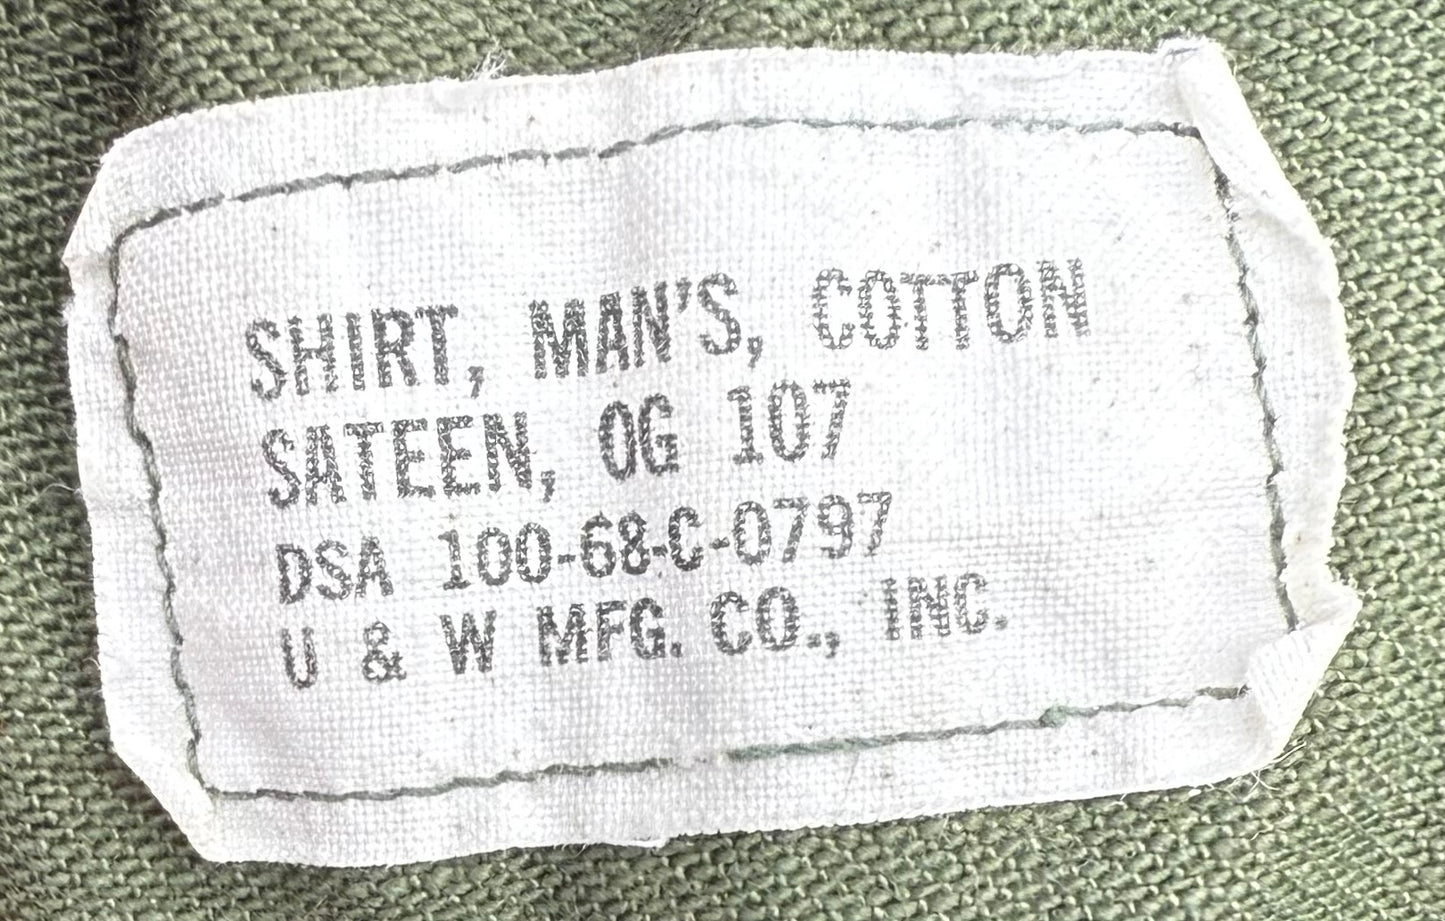 SHIRT, MAN'S, COTTON
SATEEN, OG 107
DSA 100-68-C-0797
U & W MFG. CO., INC.